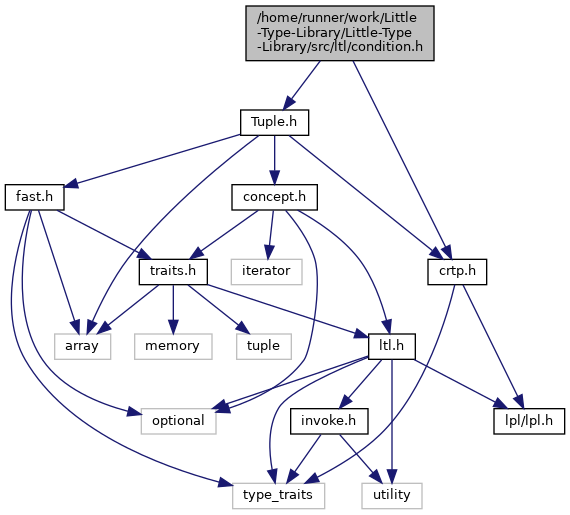 /home/runner/work/Little
-Type-Library/Little-Type
-Library/src/ltl/condition.h
Tuple.h
fast.h
concept.h
traits.h
iterator
crtp.h
array
memory
tuple
ltl.h
optional
invoke.h
lpl/lpl.h
type_traits
utility